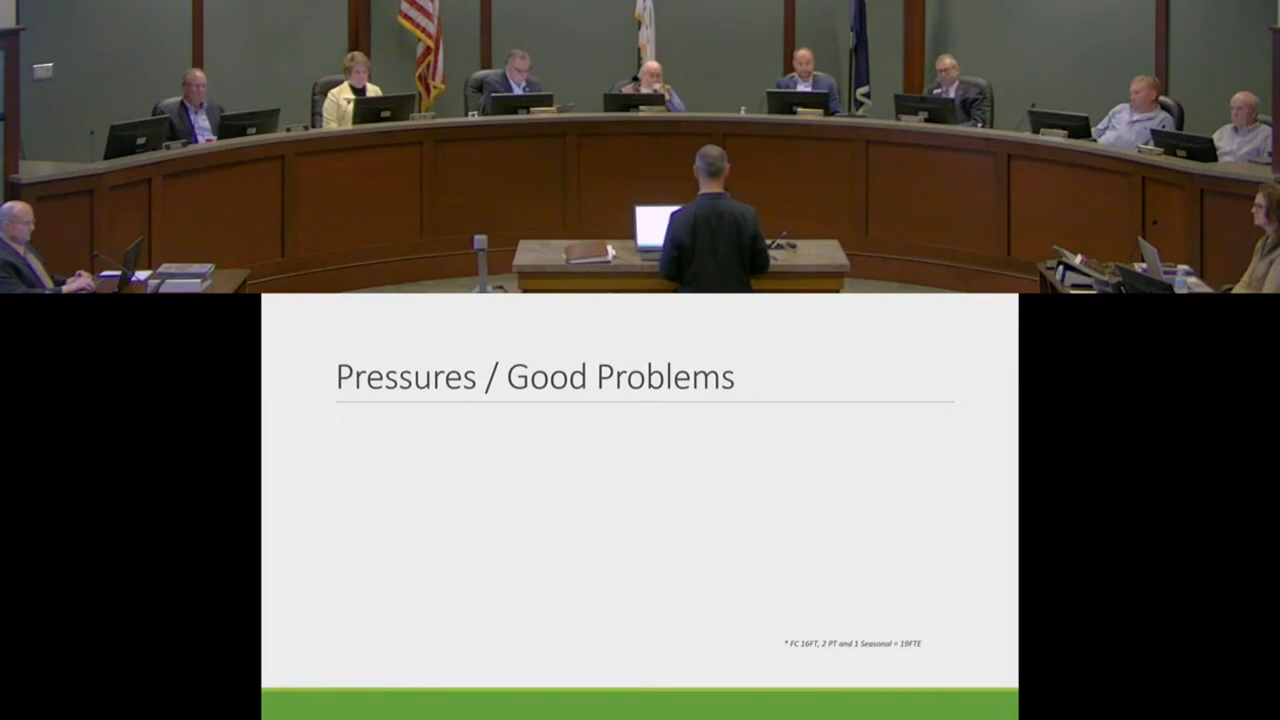 Pressures / Good Problems
* FC 16FT, 2 PT and 1 Seasonal = 19FTE